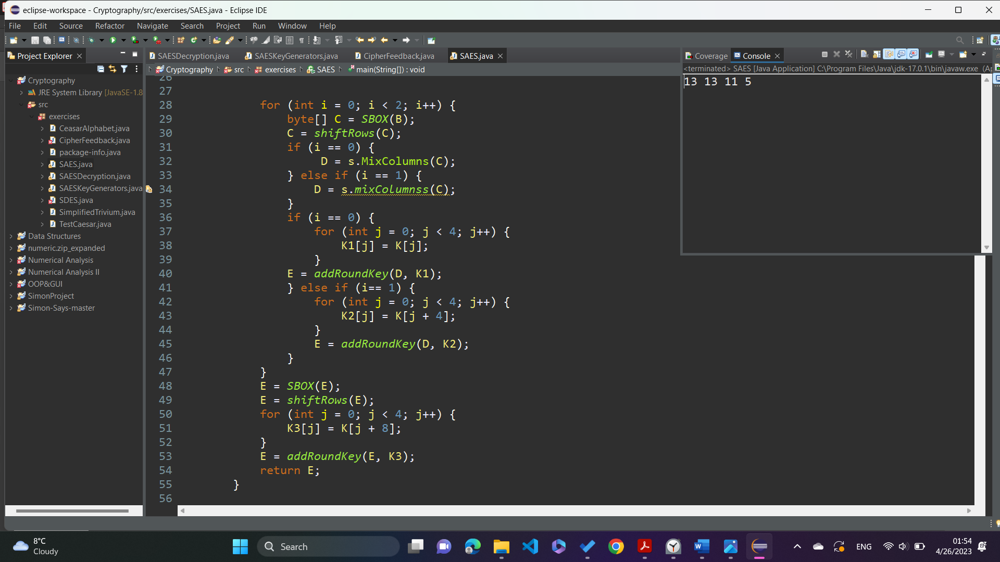 eclipse-workspace - Cryptography/src/exercises/SAES.java - Eclipse IDE
File Edit Source Refactor Navigate Search Project Run Window Help
Project Explorer
SAESDecryption.java SAESKeyGenerators.java CipherFeedback.java SAES.java
Cryptography src exercises SAES main(String[]) : void
Cryptography
JRE System Library [JavaSE-1.8
src
exercises
CeasarAlphabet.java
CipherFeedback.java
package-info.java
SAES.java
SAESDecryption.java
SAESKeyGenerators.java
SDES.java
SimplifiedTrivium.java
TestCaesar.java
Data Structures
numeric.zip_expanded
Numerical Analysis
Numerical Analysis II
OOP&GUI
SimonProject
Simon-Says-master
26
27
28 for (int i = 0; i < 2; i++) {
29 byte[] C = SBOX(B);
30 C = shiftRows(C);
31 if (i == 0) {
32 D = s.MixColumns(C);
33 } else if (i == 1) {
34 D = s.mixColumnss(C);
35 }
36 if (i == 0) {
37 for (int j = 0; j < 4; j++) {
38 K1[j] = K[j];
39 }
40 E = addRoundKey(D, K1);
41 } else if (i== 1) {
42 for (int j = 0; j < 4; j++) {
43 K2[j] = K[j + 4];
44 }
45 E = addRoundKey(D, K2);
46 }
47 }
48 E = SBOX(E);
49 E = shiftRows(E);
50 for (int j = 0; j < 4; j++) {
51 K3[j] = K[j + 8];
52 }
53 E = addRoundKey(E, K3);
54 return E;
55 }
56
Coverage Console
<terminated> SAES [Java Application] C:\Program Files\Java\jdk-17.0.1\bin\javaw.exe (Ap
13 13 11 5
8°C
Cloudy
Search
ENG
01:54
4/26/2023